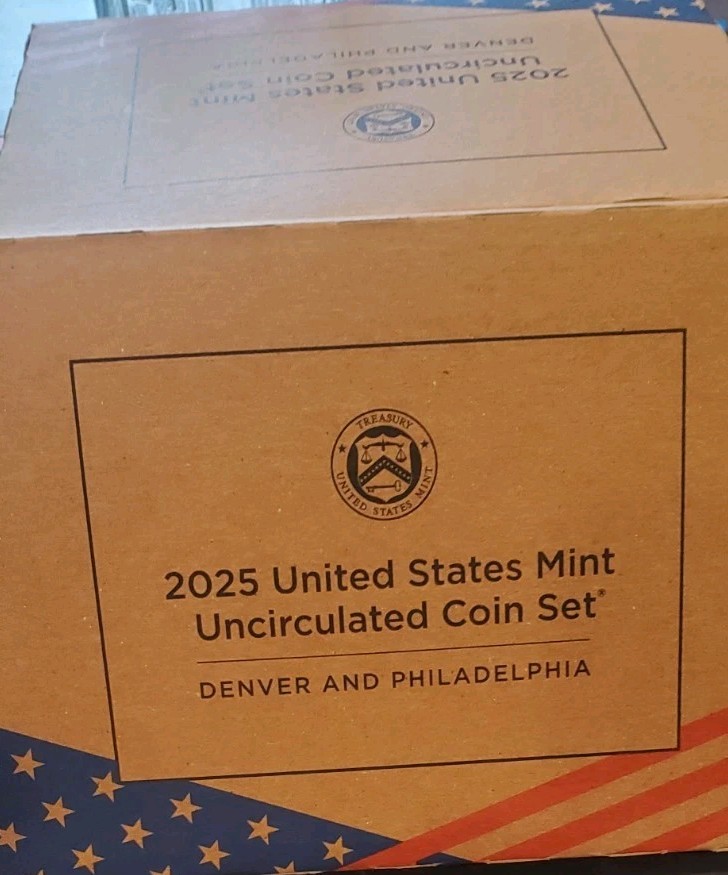 DENVER AND PHILADELPHIA
Uncirculated Coin Set
2025 United States Mint
TREASURY
UNITED STATES MINT
2025 United States Mint
Uncirculated Coin Set®
DENVER AND PHILADELPHIA